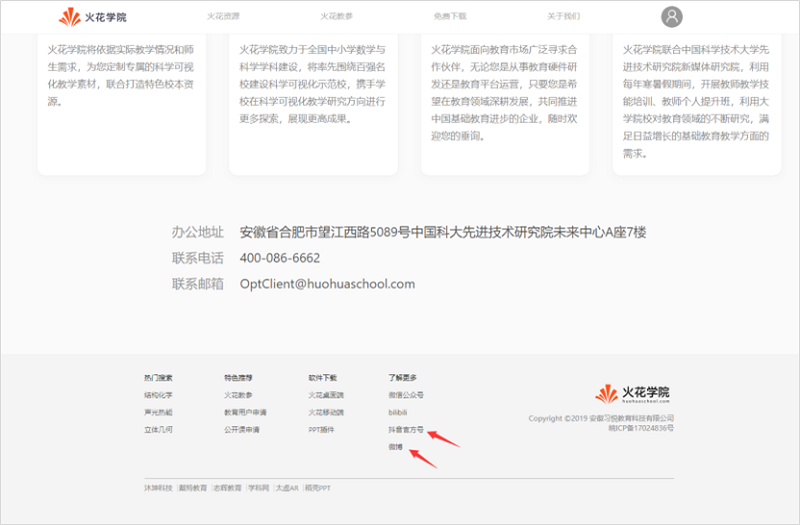 火花学院
火花资源
火花教参
免费下载
关于我们
火花学院将依据实际教学情况和师
生需求，为您定制专属的科学可视
化教学素材，联合打造特色校本资
源。
火花学院致力于全国中小学数学与
科学学科建设，将率先围绕百强名
校建设科学可视化示范校，携手学
校在科学可视化教学研究方向进行
更多探索，展现更高成果。
火花学院面向教育市场广泛寻求合
作伙伴，无论您是从事教育硬件研
发还是教育平台运营，只要您是希
望在教育领域深耕发展，共同推进
中国基础教育进步的企业，随时欢
迎您的垂询。
火花学院联合中国科学技术大学先
进技术研究院新媒体研究院，利用
每年寒暑假期间，开展教师教学技
能培训、教师个人提升班，利用大
学院校对教育领域的不断研究，满
足日益增长的基础教育教学方面的
需求。
办公地址 安徽省合肥市望江西路5089号中国科大先进技术研究院未来中心A座7楼
联系电话 400-086-6662
联系邮箱 OptClient@huohuaschool.com
热门搜索
结构化学
声光热能
立体几何
特色推荐
火花教参
教育用户申请
公开课申请
软件下载
火花桌面端
火花移动端
PPT插件
了解更多
微信公众号
bilibili
抖音官方号
微博
火花学院
huohuaschool.com
Copyright ©2019 安徽习悦教育科技有限公司
皖ICP备17024836号
沐坤科技 |戴特教育 |志辉教育 |学科网 |太虚AR |稻壳PPT